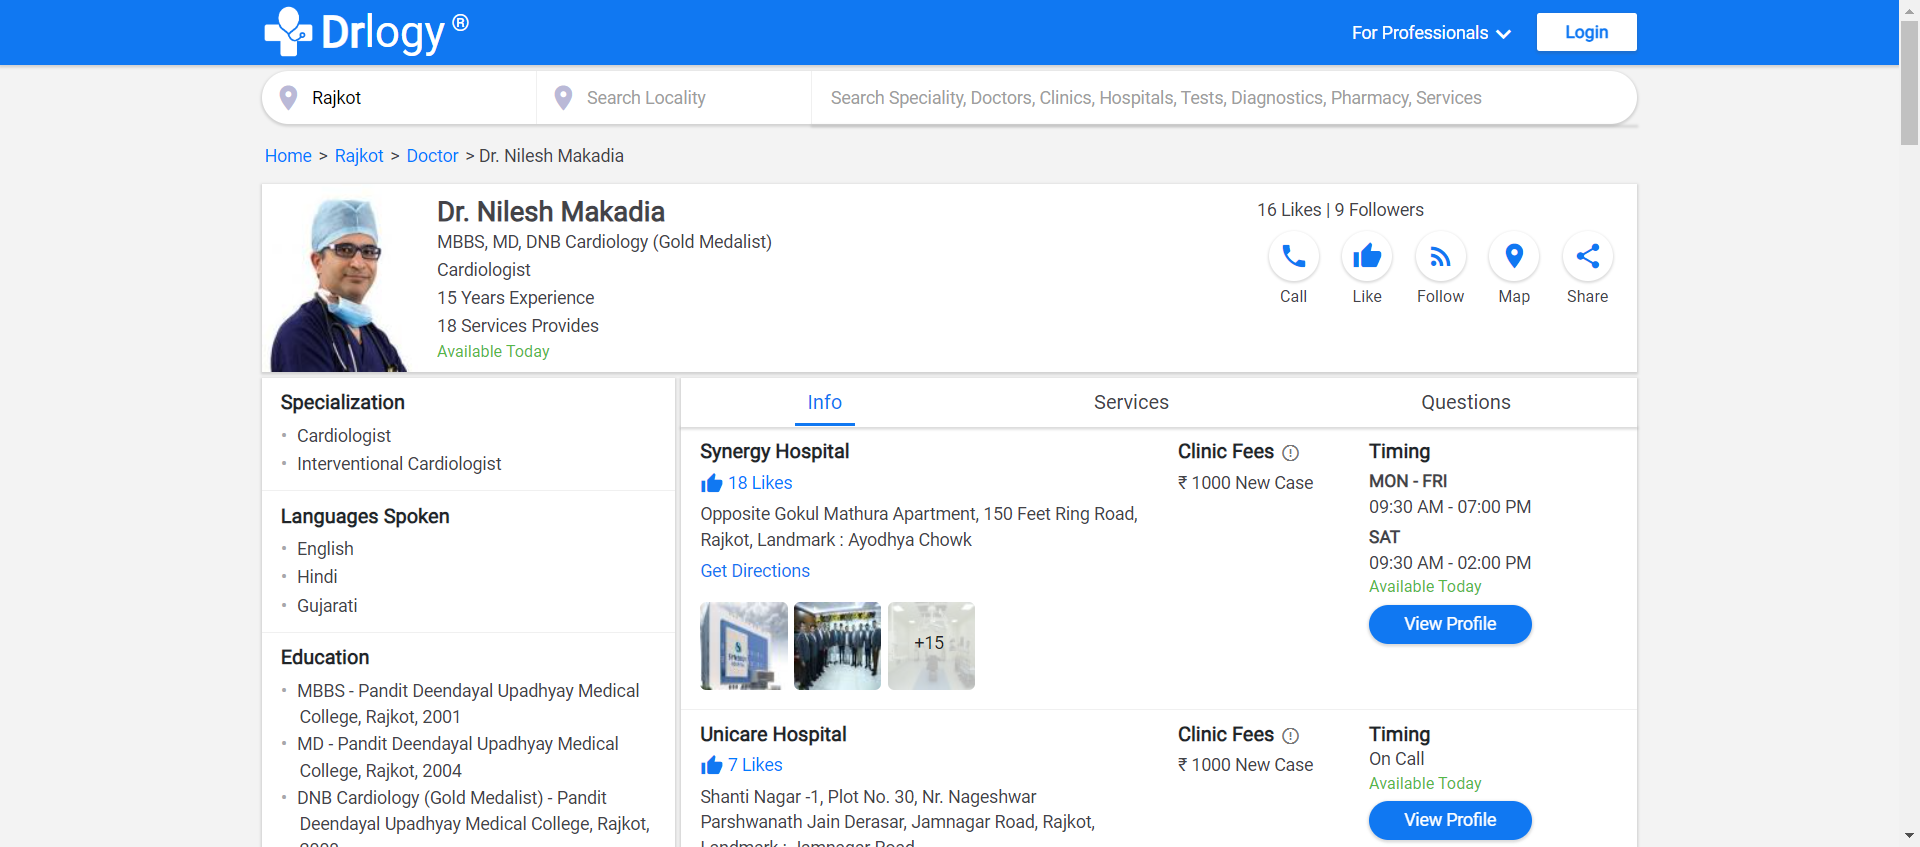 Drlogy ®
For Professionals
Login
Rajkot
Search Locality
Search Speciality, Doctors, Clinics, Hospitals, Tests, Diagnostics, Pharmacy, Services
Home > Rajkot > Doctor > Dr. Nilesh Makadia
Dr. Nilesh Makadia
MBBS, MD, DNB Cardiology (Gold Medalist)
Cardiologist
15 Years Experience
18 Services Provides
Available Today
16 Likes | 9 Followers
Call Like Follow Map Share
Specialization
Cardiologist
Interventional Cardiologist
Languages Spoken
English
Hindi
Gujarati
Education
MBBS - Pandit Deendayal Upadhyay Medical
College, Rajkot, 2001
MD - Pandit Deendayal Upadhyay Medical
College, Rajkot, 2004
DNB Cardiology (Gold Medalist) - Pandit
Deendayal Upadhyay Medical College, Rajkot,
Info Services Questions
Synergy Hospital
18 Likes
Opposite Gokul Mathura Apartment, 150 Feet Ring Road,
Rajkot, Landmark : Ayodhya Chowk
Get Directions
+15
Clinic Fees
₹ 1000 New Case
Timing
MON - FRI
09:30 AM - 07:00 PM
SAT
09:30 AM - 02:00 PM
Available Today
View Profile
Unicare Hospital
7 Likes
Shanti Nagar -1, Plot No. 30, Nr. Nageshwar
Parshwanath Jain Derasar, Jamnagar Road, Rajkot,
Landmark : Jamnagar Road
Clinic Fees
₹ 1000 New Case
Timing
On Call
Available Today
View Profile